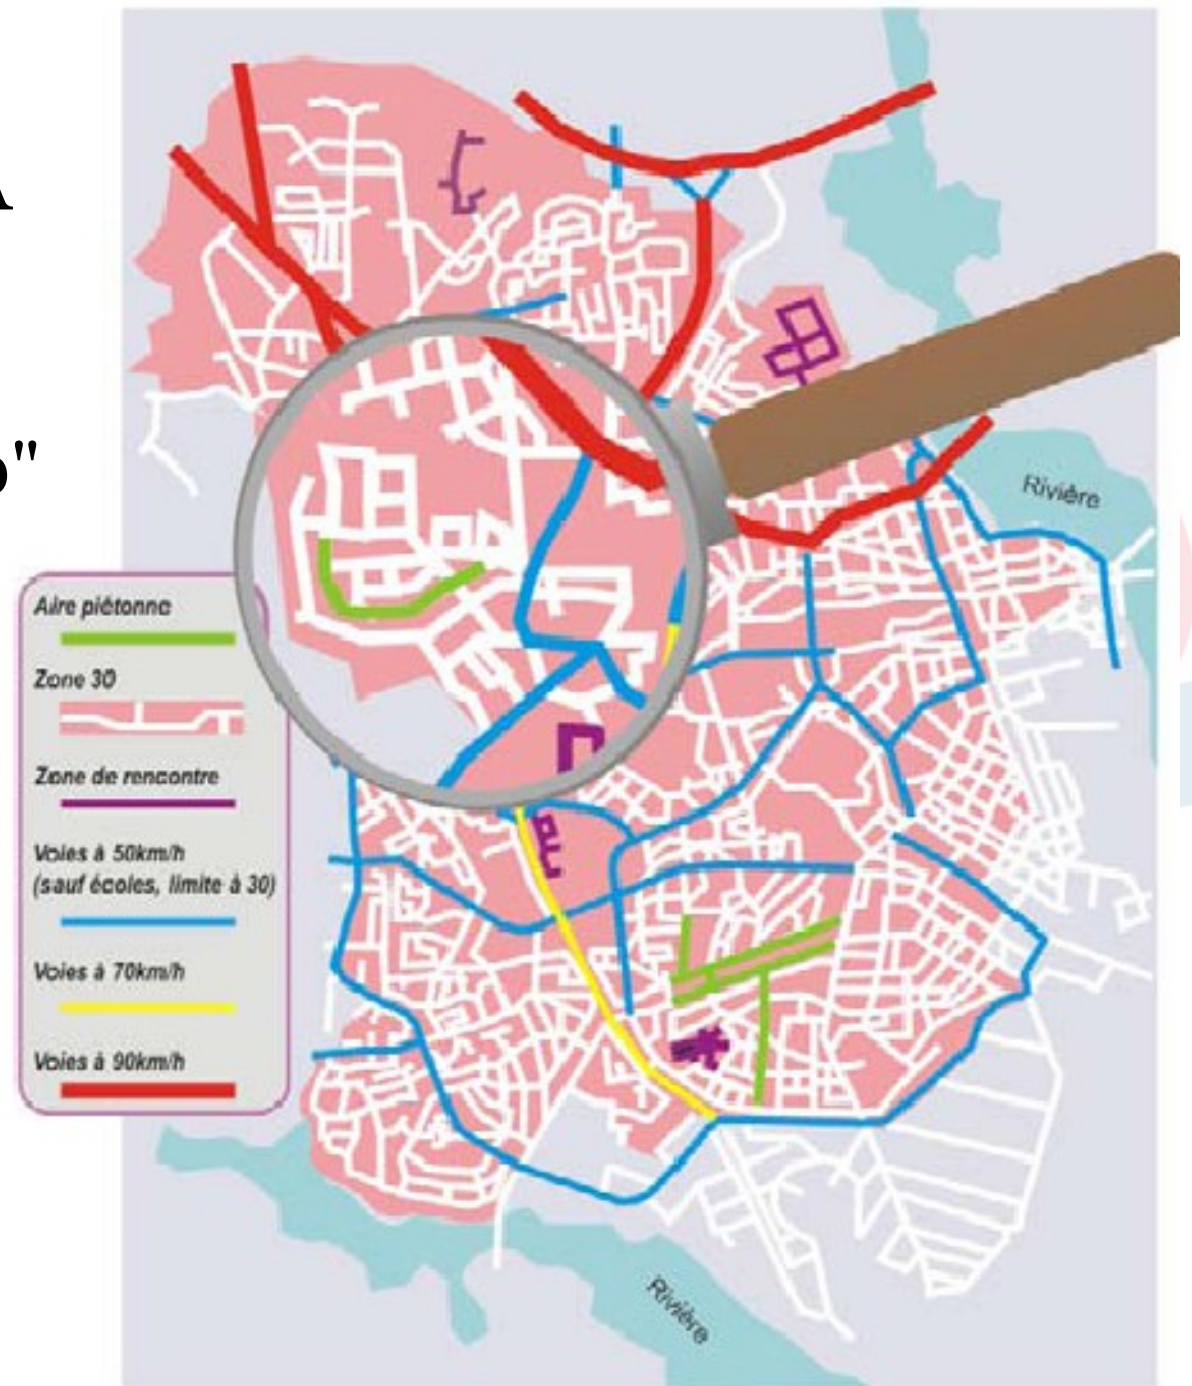 Rivière
Aire piétonne
Zone 30
Zone de rencontre
Voies à 50km/h
(sauf écoles, limite à 30)
Voies à 70km/h
Voies à 90km/h
Rivière